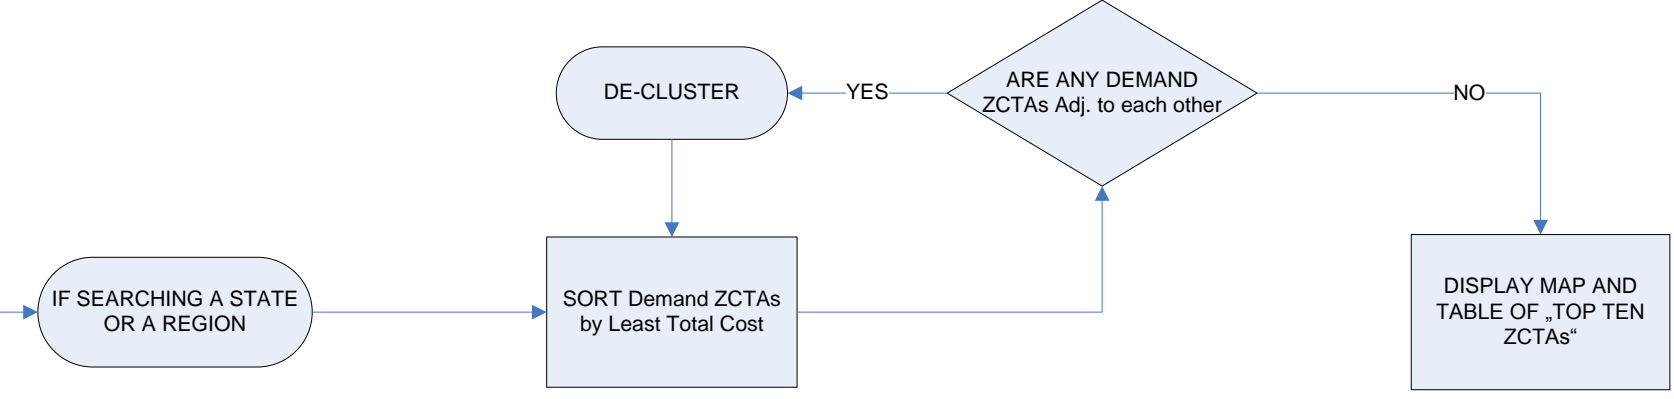 IF SEARCHING A STATE
OR A REGION
SORT Demand ZCTAs
by Least Total Cost
ARE ANY DEMAND
ZCTAs Adj. to each other
YES
DE-CLUSTER
NO
DISPLAY MAP AND
TABLE OF „TOP TEN
ZCTAs“